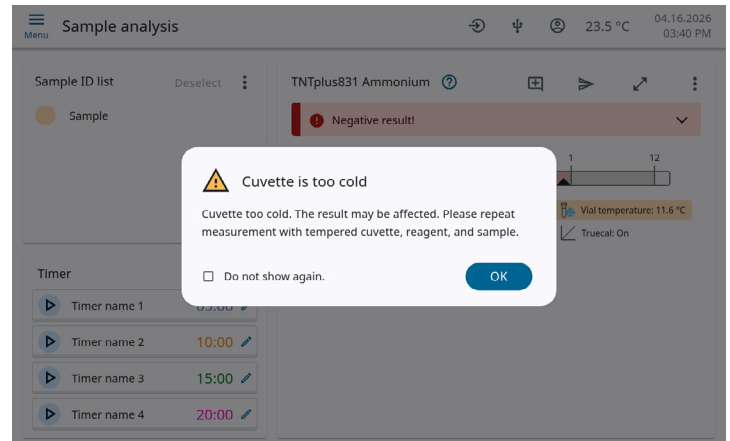 Menu
Sample analysis
23.5 °C
04.16.2026
03:40 PM
Sample ID list
Deselect
Sample
TNTplus831 Ammonium
Negative result!
1
12
Vial temperature: 11.6 °C
Truecal: On
Cuvette is too cold
Cuvette too cold. The result may be affected. Please repeat
measurement with tempered cuvette, reagent, and sample.
Do not show again.
OK
Timer
Timer name 1
Timer name 2
10:00
Timer name 3
15:00
Timer name 4
20:00